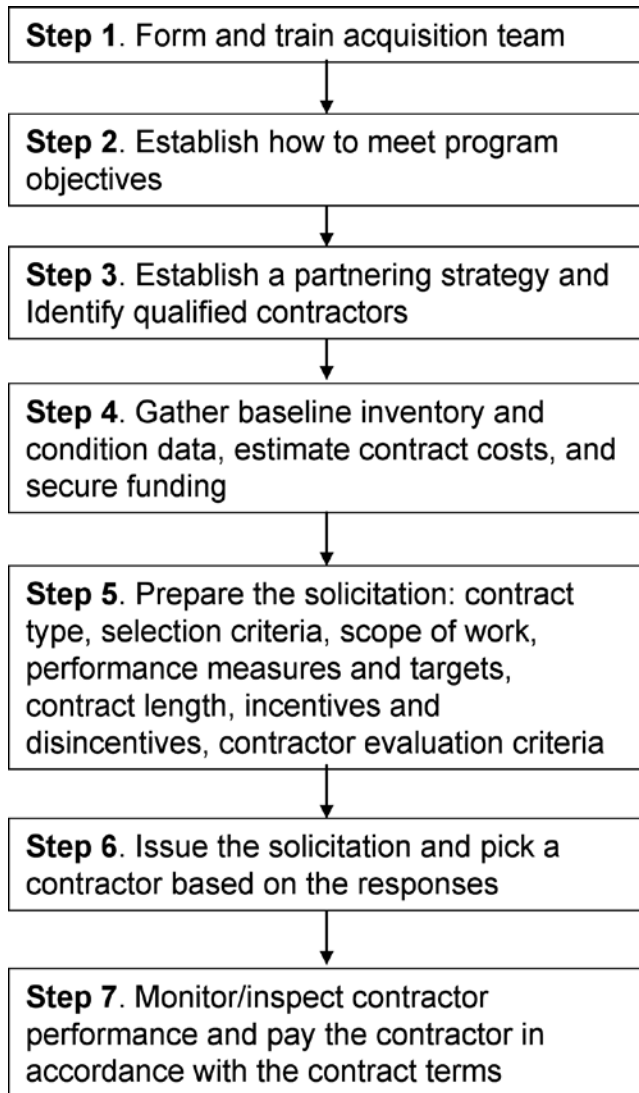 Step 1. Form and train acquisition team
Step 2. Establish how to meet program
objectives
Step 3. Establish a partnering strategy and
Identify qualified contractors
Step 4. Gather baseline inventory and
condition data, estimate contract costs, and
secure funding
Step 5. Prepare the solicitation: contract
type, selection criteria, scope of work,
performance measures and targets,
contract length, incentives and
disincentives, contractor evaluation criteria
Step 6. Issue the solicitation and pick a
contractor based on the responses
Step 7. Monitor/inspect contractor
performance and pay the contractor in
accordance with the contract terms